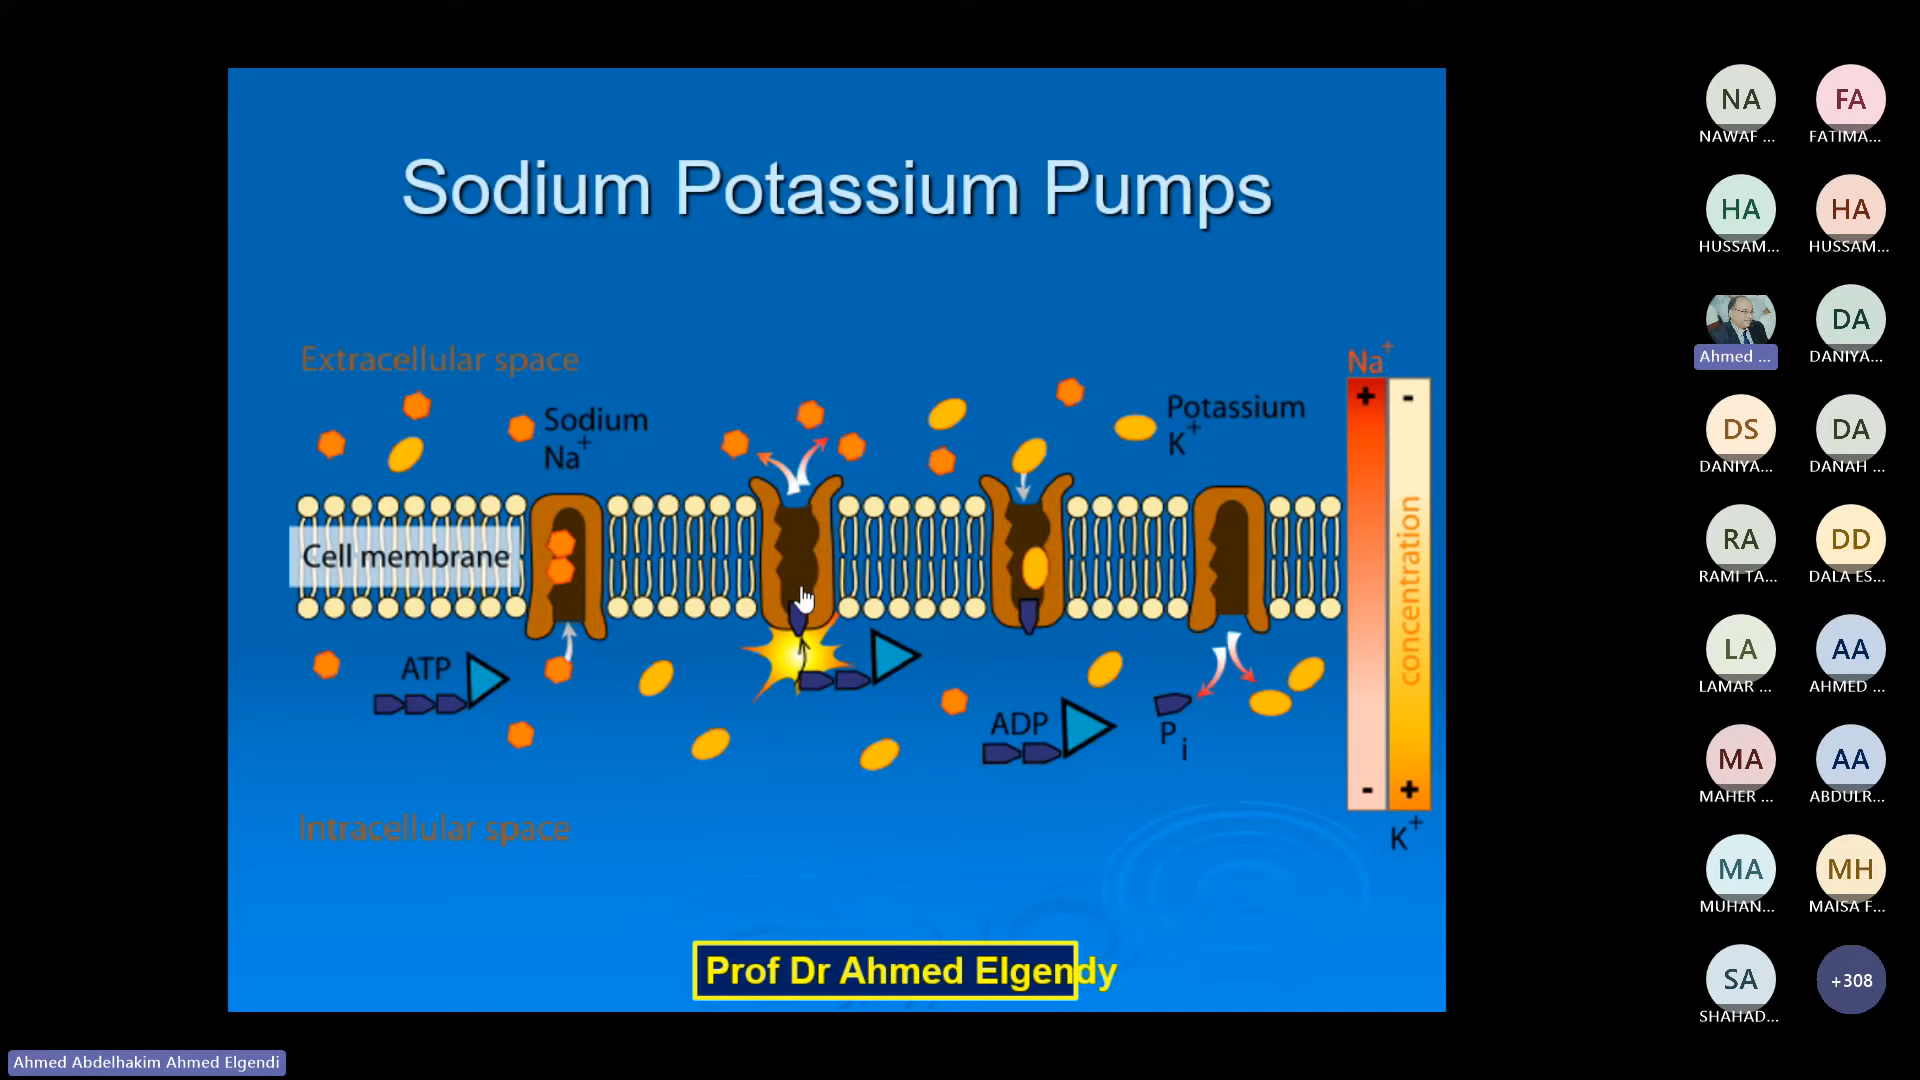 Sodium Potassium Pumps
Extracellular space
Sodium
Na+
Potassium
K+
Na+
+ -
Cell membrane
concentration
ATP
ADP
Pi
- +
K+
Intracellular space
Prof Dr Ahmed Elgendy
NA FA
NAWAF ... FATIMA...
HA HA
HUSSAM... HUSSAM...
DA
Ahmed ... DANIYA...
DS DA
DANIYA... DANAH ...
RA DD
RAMI TA... DALA ES...
LA AA
LAMAR ... AHMED ...
MA AA
MAHER ... ABDULR...
MA MH
MUHAN... MAISA F...
SA +308
SHAHAD...
Ahmed Abdelhakim Ahmed Elgendi